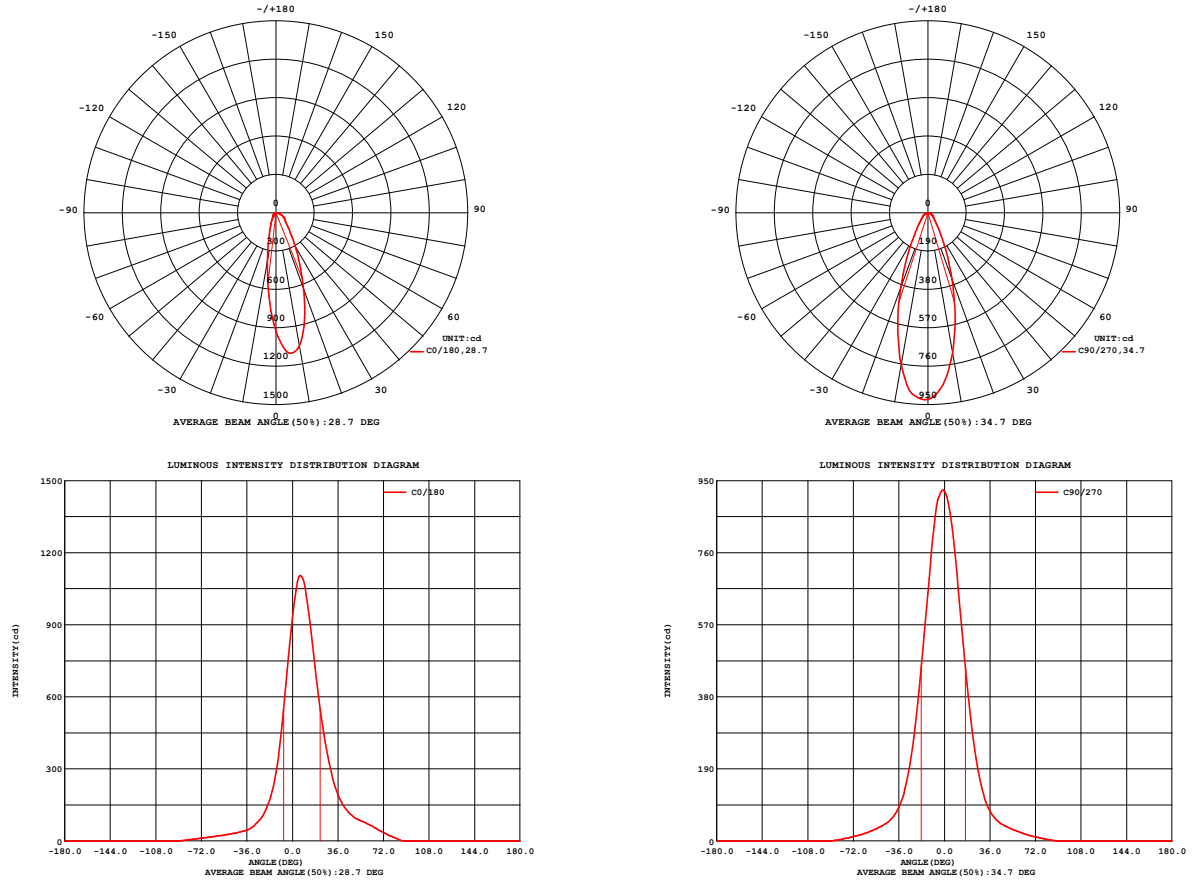 -/+180
-150
150
-120
120
-90
90
0
300
600
900
1200
1500
-60
60
-30
30
0
UNIT:cd
C0/180,28.7
AVERAGE BEAM ANGLE(50%):28.7 DEG
-/+180
-150
150
-120
120
-90
90
0
190
380
570
760
950
-60
60
-30
30
0
UNIT:cd
C90/270,34.7
AVERAGE BEAM ANGLE(50%):34.7 DEG
LUMINOUS INTENSITY DISTRIBUTION DIAGRAM
C0/180
1500
1200
900
600
300
0
INTENSITY(cd)
-180.0 -144.0 -108.0 -72.0 -36.0 0.0 36.0 72.0 108.0 144.0 180.0
ANGLE(DEG)
AVERAGE BEAM ANGLE(50%):28.7 DEG
LUMINOUS INTENSITY DISTRIBUTION DIAGRAM
C90/270
950
760
570
380
190
0
INTENSITY(cd)
-180.0 -144.0 -108.0 -72.0 -36.0 0.0 36.0 72.0 108.0 144.0 180.0
ANGLE(DEG)
AVERAGE BEAM ANGLE(50%):34.7 DEG